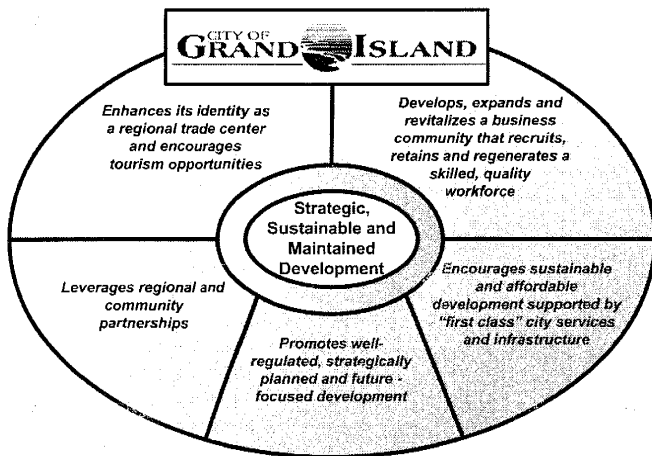 CITY OF
GRAND ISLAND
Enhances its identity as
a regional trade center
and encourages
tourism opportunities
Develops, expands and
revitalizes a business
community that recruits,
retains and regenerates a
skilled, quality
workforce
Strategic,
Sustainable and
Maintained
Development
Leverages regional and
community
partnerships
Promotes well-
regulated, strategically
planned and future -
focused development
Encourages sustainable
and affordable
development supported by
"first class" city services
and infrastructure